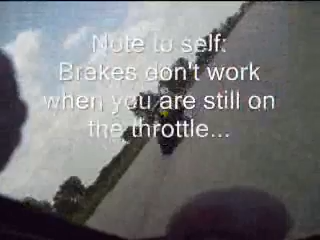 Note to self:
Brakes don't work
when you are still on
the throttle...